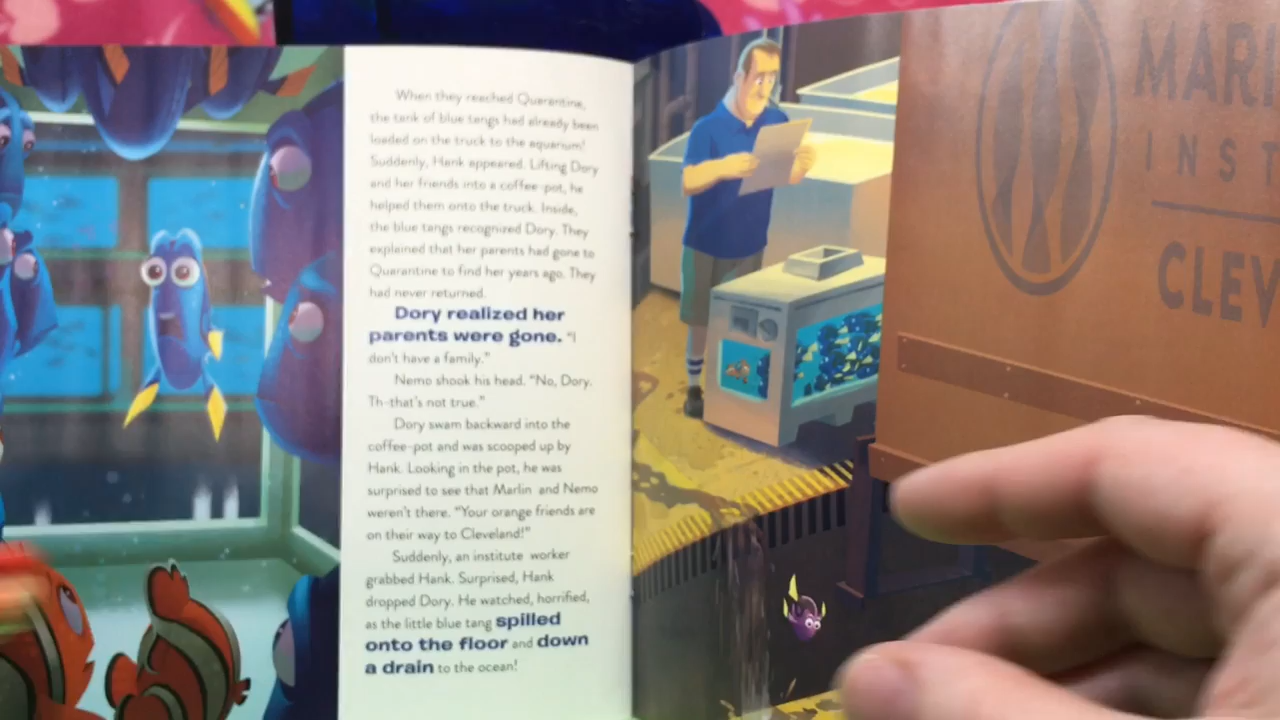 When they reached Quarantine,
the tank of blue tangs had already been
loaded on the truck to the aquarium!
Suddenly, Hank appeared. Lifting Dory
and her friends into a coffee-pot, he
helped them onto the truck. Inside,
the blue tangs recognized Dory. They
explained that her parents had gone to
Quarantine to find her years ago. They
had never returned.
Dory realized her
parents were gone. "I
don't have a family."
Nemo shook his head. "No, Dory.
Th-that's not true."
Dory swam backward into the
coffee-pot and was scooped up by
Hank. Looking in the pot, he was
surprised to see that Marlin and Nemo
weren't there. "Your orange friends are
on their way to Cleveland!"
Suddenly, an institute worker
grabbed Hank. Surprised, Hank
dropped Dory. He watched, horrified,
as the little blue tang spilled
onto the floor and down
a drain to the ocean!
MARI
INST
CLEV